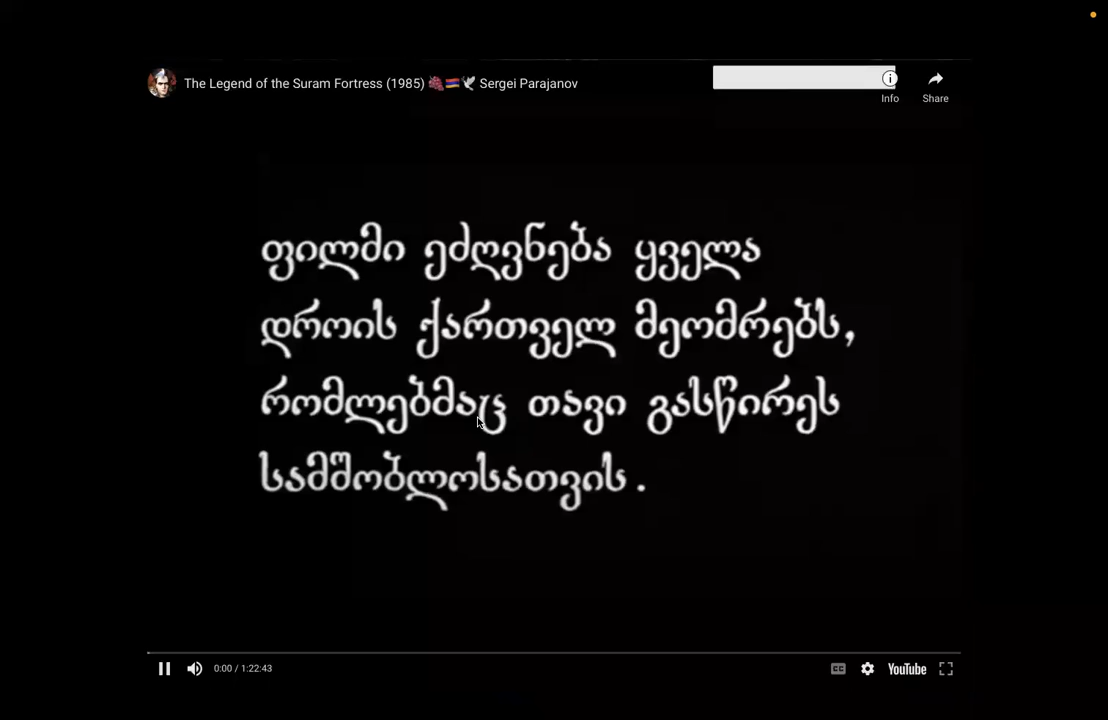 The Legend of the Suram Fortress (1985) 🍇🇦🇲🕊 Sergei Parajanov
Info
Share
ფილმი ეძღვნება ყველა
დროის ქართველ მეომრებს,
რომლებმაც თავი გასწირეს
სამშობლოსათვის.
0:00 / 1:22:43
CC
YouTube